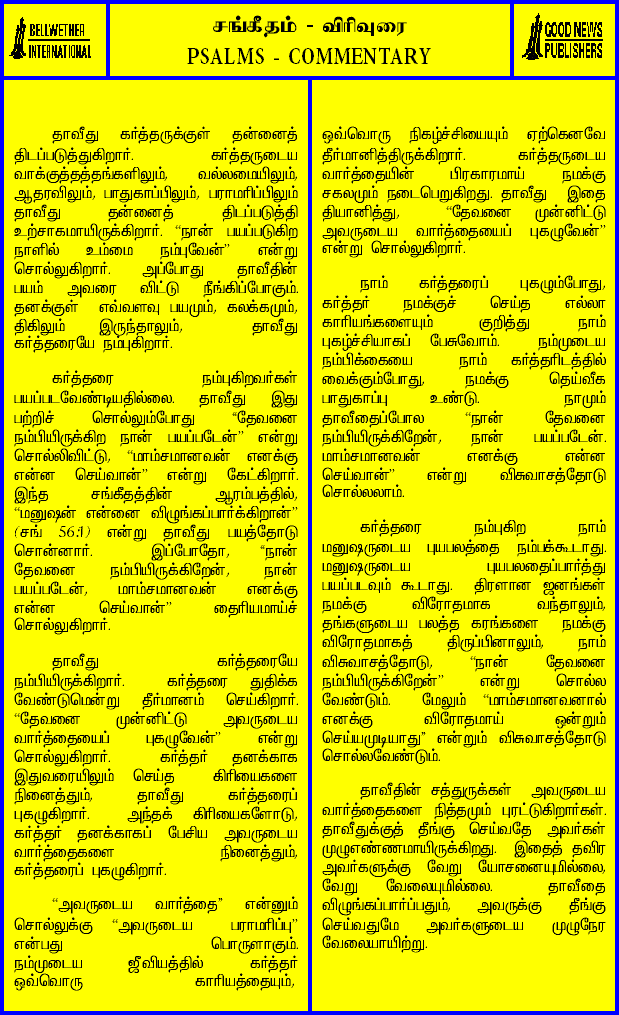 BELLWETHER
INTERNATIONAL
சங்கீதம் - விரிவுரை
PSALMS - COMMENTARY
GOOD NEWS
PUBLISHERS
தாவீது கர்த்தருக்குள் தன்னைத்
திடப்படுத்துகிறார். கர்த்தருடைய
வாக்குத்தத்தங்களிலும், வல்லமையிலும்,
ஆதரவிலும், பாதுகாப்பிலும், பராமரிப்பிலும்
தாவீது தன்னைத் திடப்படுத்தி
உற்சாகமாயிருக்கிறார். “நான் பயப்படுகிற
நாளில் உம்மை நம்புவேன்” என்று
சொல்லுகிறார். அப்போது தாவீதின்
பயம் அவரை விட்டு நீங்கிப்போகும்.
தனக்குள் எவ்வளவு பயமும், கலக்கமும்,
திகிலும் இருந்தாலும், தாவீது
கர்த்தரையே நம்புகிறார்.
கர்த்தரை நம்புகிறவர்கள்
பயப்படவேண்டியதில்லை. தாவீது இது
பற்றிச் சொல்லும்போது “தேவனை
நம்பியிருக்கிற நான் பயப்படேன்” என்று
சொல்லிவிட்டு, “மாம்சமானவன் எனக்கு
என்ன செய்வான்” என்று கேட்கிறார்.
இந்த சங்கீதத்தின் ஆரம்பத்தில்,
“மனுஷன் என்னை விழுங்கப்பார்க்கிறான்”
(சங் 56:1) என்று தாவீது பயத்தோடு
சொன்னார். இப்போதோ, “நான்
தேவனை நம்பியிருக்கிறேன், நான்
பயப்படேன், மாம்சமானவன் எனக்கு
என்ன செய்வான்” தைரியமாய்ச்
சொல்லுகிறார்.
தாவீது கர்த்தரையே
நம்பியிருக்கிறார். கர்த்தரை துதிக்க
வேண்டுமென்று தீர்மானம் செய்கிறார்.
“தேவனை முன்னிட்டு அவருடைய
வார்த்தையைப் புகழுவேன்” என்று
சொல்லுகிறார். கர்த்தர் தனக்காக
இதுவரையிலும் செய்த கிரியைகளை
நினைத்தும், தாவீது கர்த்தரைப்
புகழுகிறார். அந்தக் கிரியைகளோடு,
கர்த்தர் தனக்காகப் பேசிய அவருடைய
வார்த்தைகளை நினைத்தும்,
கர்த்தரைப் புகழுகிறார்.
“அவருடைய வார்த்தை” என்னும்
சொல்லுக்கு “அவருடைய பராமரிப்பு”
என்பது பொருளாகும்.
நம்முடைய ஜீவியத்தில் கர்த்தர்
ஒவ்வொரு காரியத்தையும்,
ஒவ்வொரு நிகழ்ச்சியையும் ஏற்கெனவே
தீர்மானித்திருக்கிறார். கர்த்தருடைய
வார்த்தையின் பிரகாரமாய் நமக்கு
சகலமும் நடைபெறுகிறது. தாவீது இதை
தியானித்து, “தேவனை முன்னிட்டு
அவருடைய வார்த்தையைப் புகழுவேன்”
என்று சொல்லுகிறார்.
நாம் கர்த்தரைப் புகழும்போது,
கர்த்தர் நமக்குச் செய்த எல்லா
காரியங்களையும் குறித்து நாம்
புகழ்ச்சியாகப் பேசுவோம். நம்முடைய
நம்பிக்கையை நாம் கர்த்தரிடத்தில்
வைக்கும்போது, நமக்கு தெய்வீக
பாதுகாப்பு உண்டு. நாமும்
தாவீதைப்போல “நான் தேவனை
நம்பியிருக்கிறேன், நான் பயப்படேன்.
மாம்சமானவன் எனக்கு என்ன
செய்வான்” என்று விசுவாசத்தோடு
சொல்லலாம்.
கர்த்தரை நம்புகிற நாம்
மனுஷருடைய புயபலத்தை நம்பக்கூடாது.
மனுஷருடைய புயபலதைப்பார்த்து
பயப்படவும் கூடாது. திரளான ஜனங்கள்
நமக்கு விரோதமாக வந்தாலும்,
தங்களுடைய பலத்த கரங்களை நமக்கு
விரோதமாகத் திருப்பினாலும், நாம்
விசுவாசத்தோடு, “நான் தேவனை
நம்பியிருக்கிறேன்” என்று சொல்ல
வேண்டும். மேலும் “மாம்சமானவனால்
எனக்கு விரோதமாய் ஒன்றும்
செய்யமுடியாது” என்றும் விசுவாசத்தோடு
சொல்லவேண்டும்.
தாவீதின் சத்துருக்கள் அவருடைய
வார்த்தைகளை நித்தமும் புரட்டுகிறார்கள்.
தாவீதுக்குத் தீங்கு செய்வதே அவர்கள்
முழுஎண்ணமாயிருக்கிறது. இதைத் தவிர
அவர்களுக்கு வேறு யோசனையுமில்லை,
வேறு வேலையுமில்லை. தாவீதை
விழுங்கப்பார்ப்பதும், அவருக்கு தீங்கு
செய்வதுமே அவர்களுடைய முழுநேர
வேலையாயிற்று.